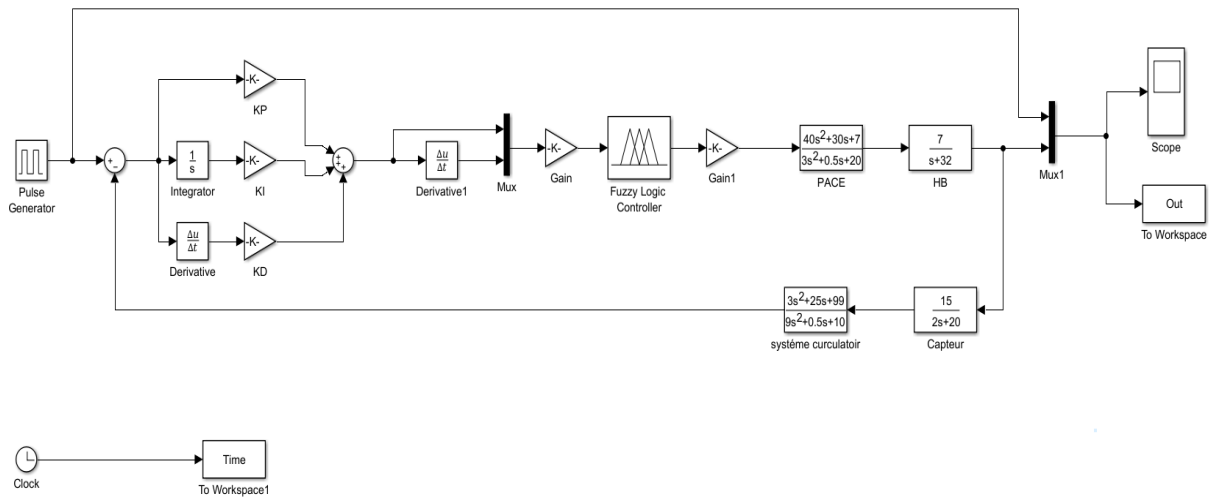 -K-
KP
Pulse
Generator
+
−
1
s
Integrator
-K-
KI
Δu
Δt
Derivative
-K-
KD
+
+
+
Δu
Δt
Derivative1
Mux
-K-
Gain
Fuzzy Logic
Controller
-K-
Gain1
40s²+30s+7
3s²+0.5s+20
PACE
7
s+32
HB
Mux1
Scope
Out
To Workspace
3s²+25s+99
9s²+0.5s+10
systéme curculatoir
15
2s+20
Capteur
Clock
Time
To Workspace1